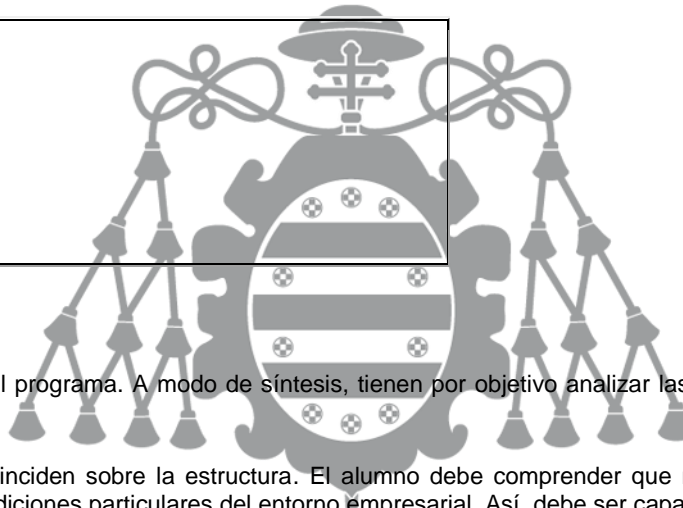 l programa. A modo de síntesis, tienen por objetivo analizar las
inciden sobre la estructura. El alumno debe comprender que
diciones particulares del entorno empresarial. Así, debe ser capa